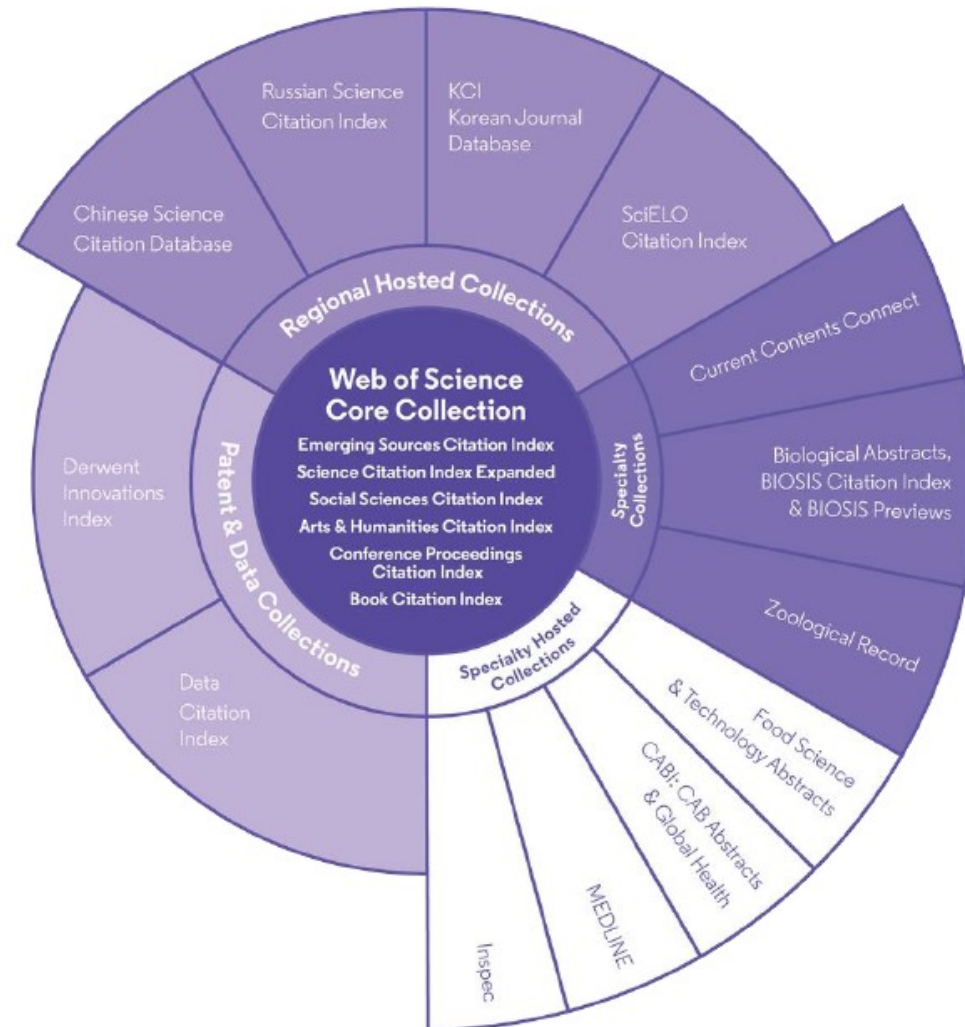 Russian Science
Citation Index
KCI
Korean Journal
Database
Chinese Science
Citation Database
SciELO
Citation Index
Regional Hosted Collections
Current Contents Connect
Web of Science
Core Collection
Emerging Sources Citation Index
Science Citation Index Expanded
Social Sciences Citation Index
Arts & Humanities Citation Index
Conference Proceedings
Citation Index
Book Citation Index
Specialty
Collections
Biological Abstracts,
BIOSIS Citation Index
& BIOSIS Previews
Zoological Record
Patent & Data Collections
Derwent
Innovations
Index
Data
Citation
Index
Specialty Hosted
Collections
Food Science
& Technology Abstracts
CABI: CAB Abstracts
& Global Health
MEDLINE
Inspec